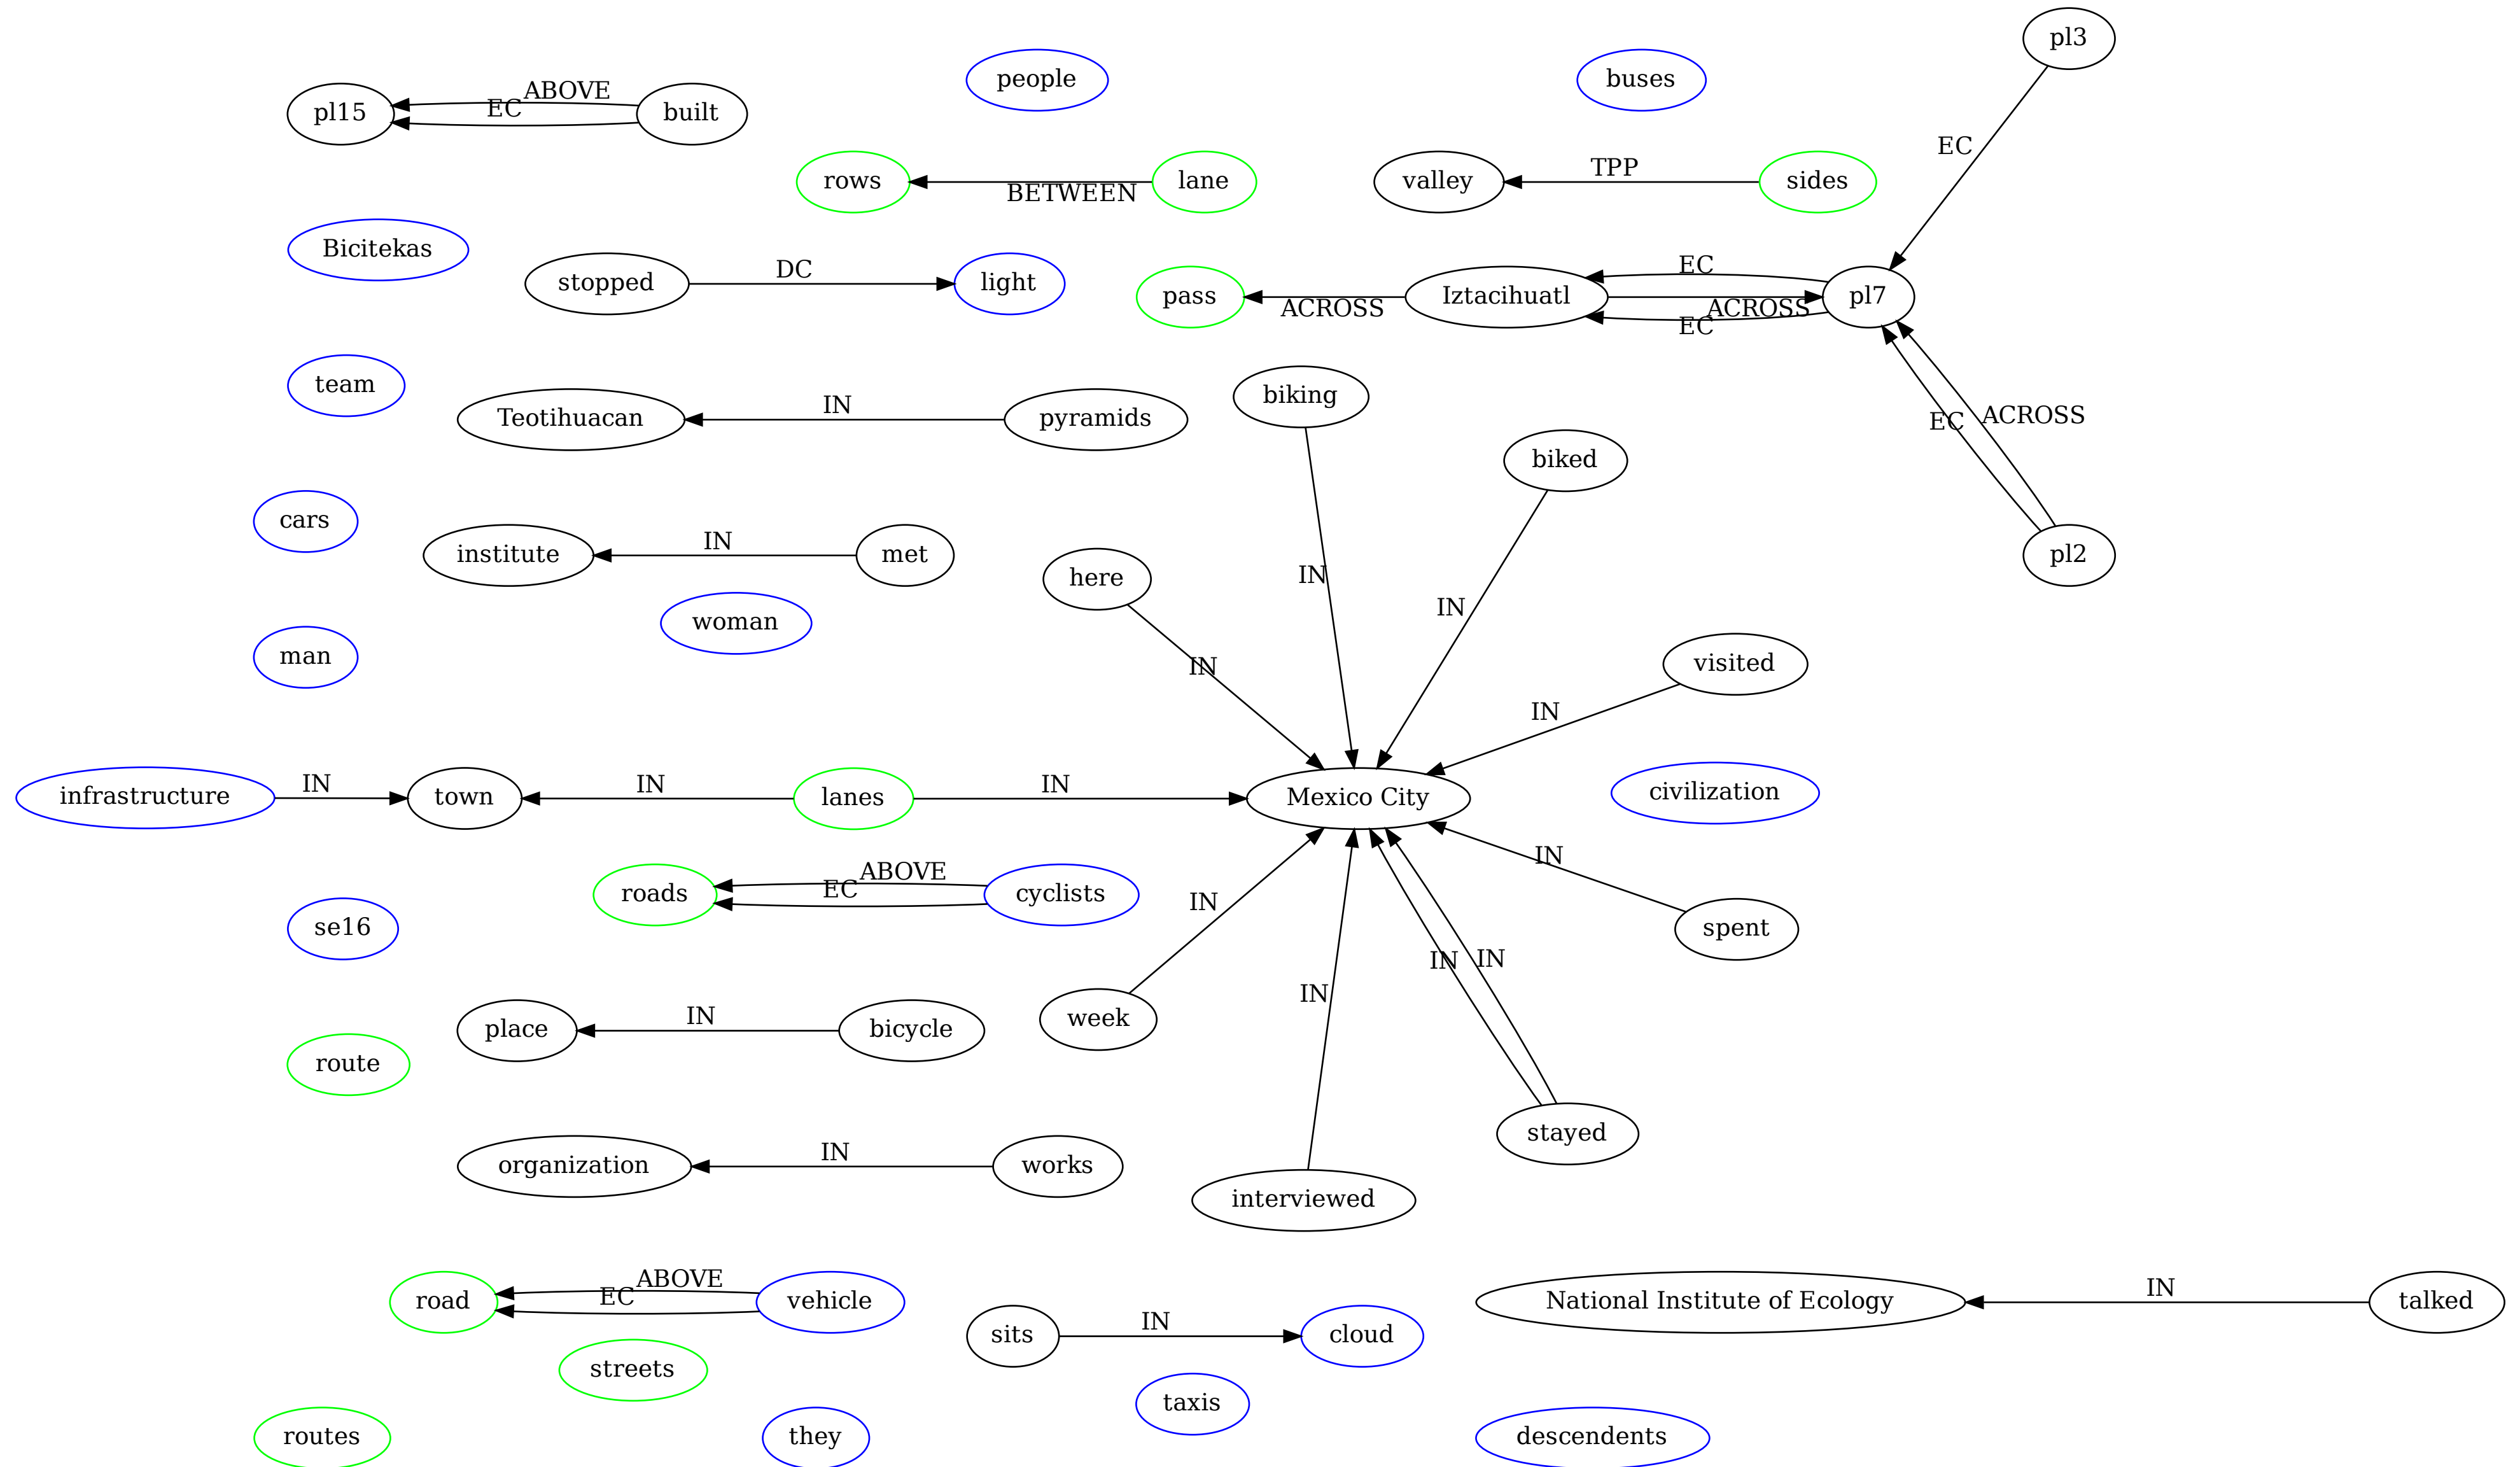 pl3
people
buses
ABOVE
pl15
EC
built
EC
rows
BETWEEN
lane
valley
TPP
sides
Bicitekas
stopped
DC
light
pass
ACROSS
Iztacihuatl
EC
ACROSS
EC
pl7
team
Teotihuacan
IN
pyramids
biking
biked
EC
ACROSS
cars
institute
IN
met
here
IN
IN
pl2
man
woman
IN
visited
IN
infrastructure
IN
town
IN
lanes
IN
Mexico City
civilization
roads
ABOVE
EC
cyclists
IN
IN
spent
se16
IN
IN
place
IN
bicycle
week
IN
route
stayed
organization
IN
works
interviewed
road
ABOVE
EC
vehicle
sits
IN
cloud
National Institute of Ecology
IN
talked
streets
taxis
routes
they
descendents